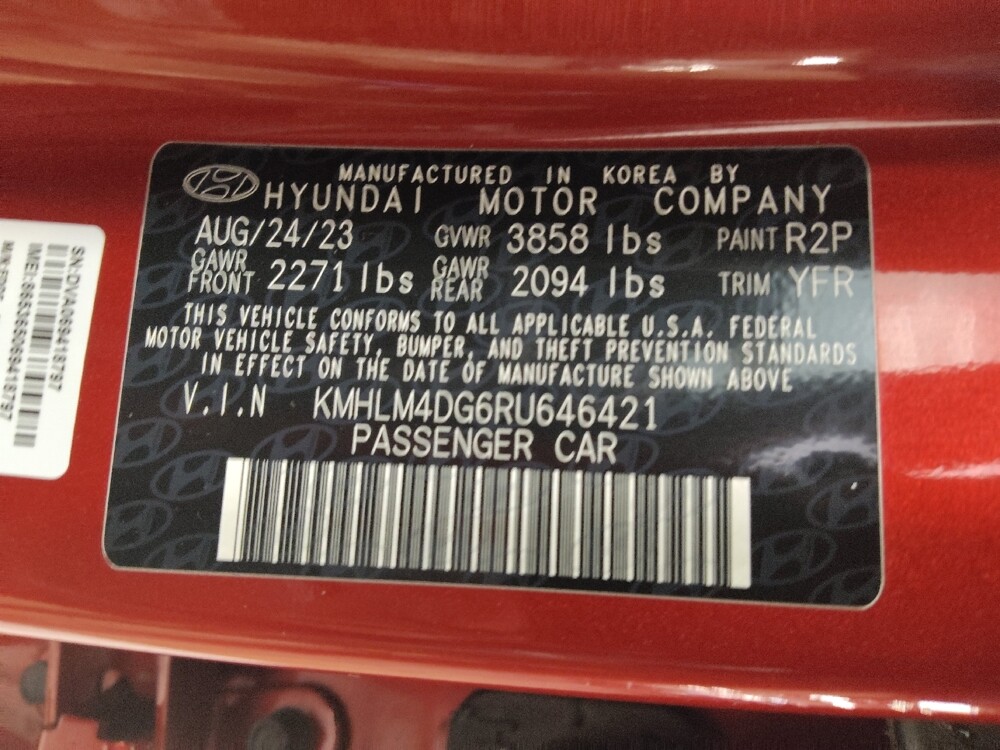 MANUFACTURED IN KOREA BY
HYUNDAI MOTOR COMPANY
AUG/24/23 GVWR 3858 lbs PAINT R2P
GAWR FRONT 2271 lbs GAWR REAR 2094 lbs TRIM YFR
THIS VEHICLE CONFORMS TO ALL APPLICABLE U.S.A. FEDERAL
MOTOR VEHICLE SAFETY, BUMPER, AND THEFT PREVENTION STANDARDS
IN EFFECT ON THE DATE OF MANUFACTURE SHOWN ABOVE
V.I.N KMHLM4DG6RU646421
PASSENGER CAR